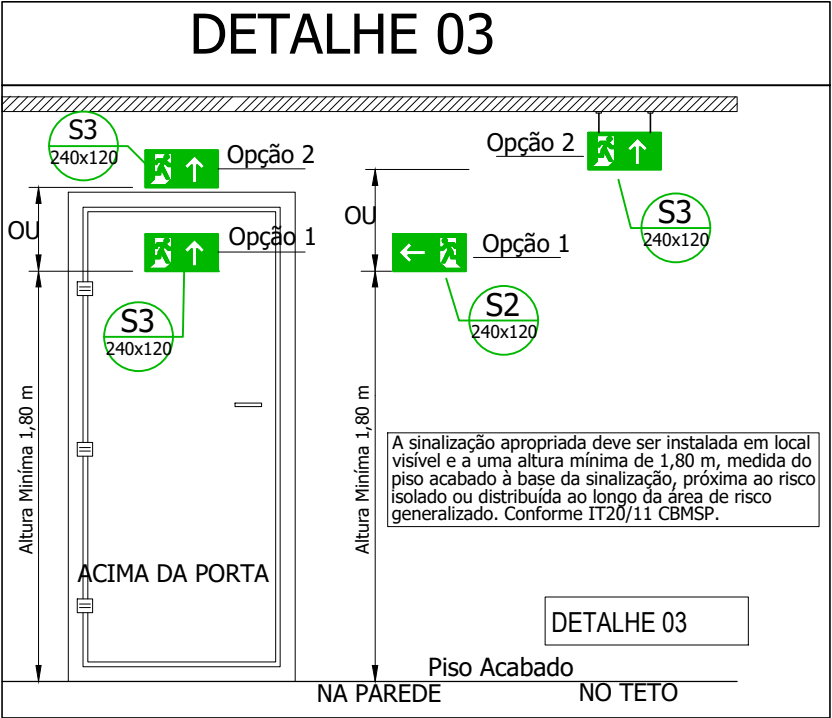 DETALHE 03
S3
240x120
Opção 2
OU
Opção 1
S3
240x120
Altura Miníma 1,80 m
ACIMA DA PORTA
Opção 2
S3
240x120
OU
Opção 1
S2
240x120
Altura Miníma 1,80 m
A sinalização apropriada deve ser instalada em local
visível e a uma altura mínima de 1,80 m, medida do
piso acabado à base da sinalização, próxima ao risco
isolado ou distribuída ao longo da área de risco
generalizado. Conforme IT20/11 CBMSP.
DETALHE 03
Piso Acabado
NA PAREDE
NO TETO